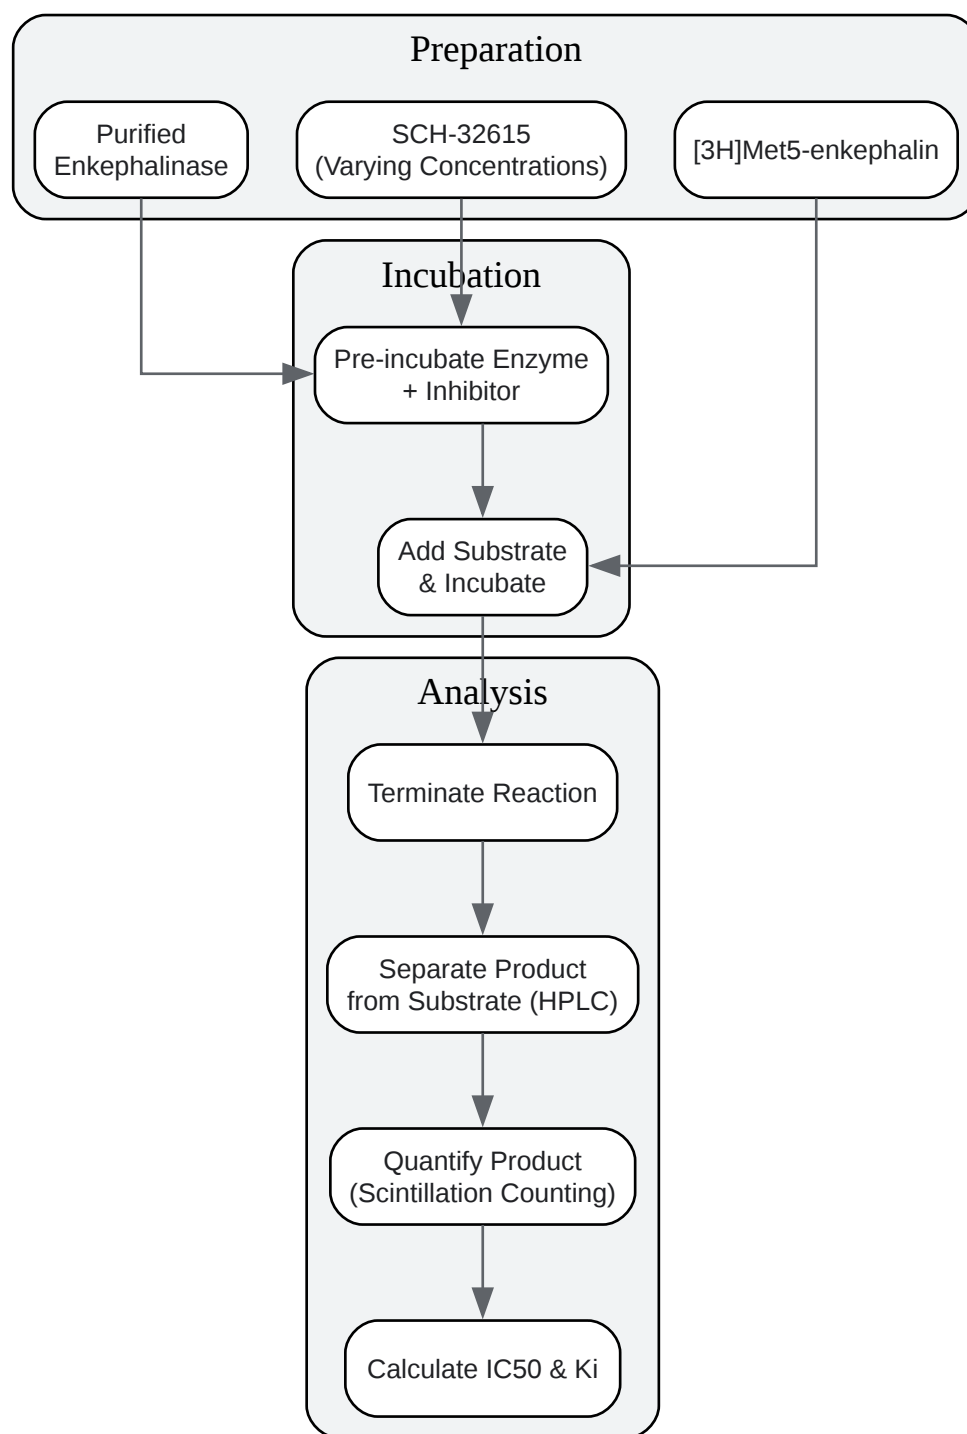 Preparation
Purified
Enkephalinase
SCH-32615
(Varying Concentrations)
[3H]Met5-enkephalin
Incubation
Pre-incubate Enzyme
+ Inhibitor
Add Substrate
& Incubate
Analysis
Terminate Reaction
Separate Product
from Substrate (HPLC)
Quantify Product
(Scintillation Counting)
Calculate IC50 & Ki